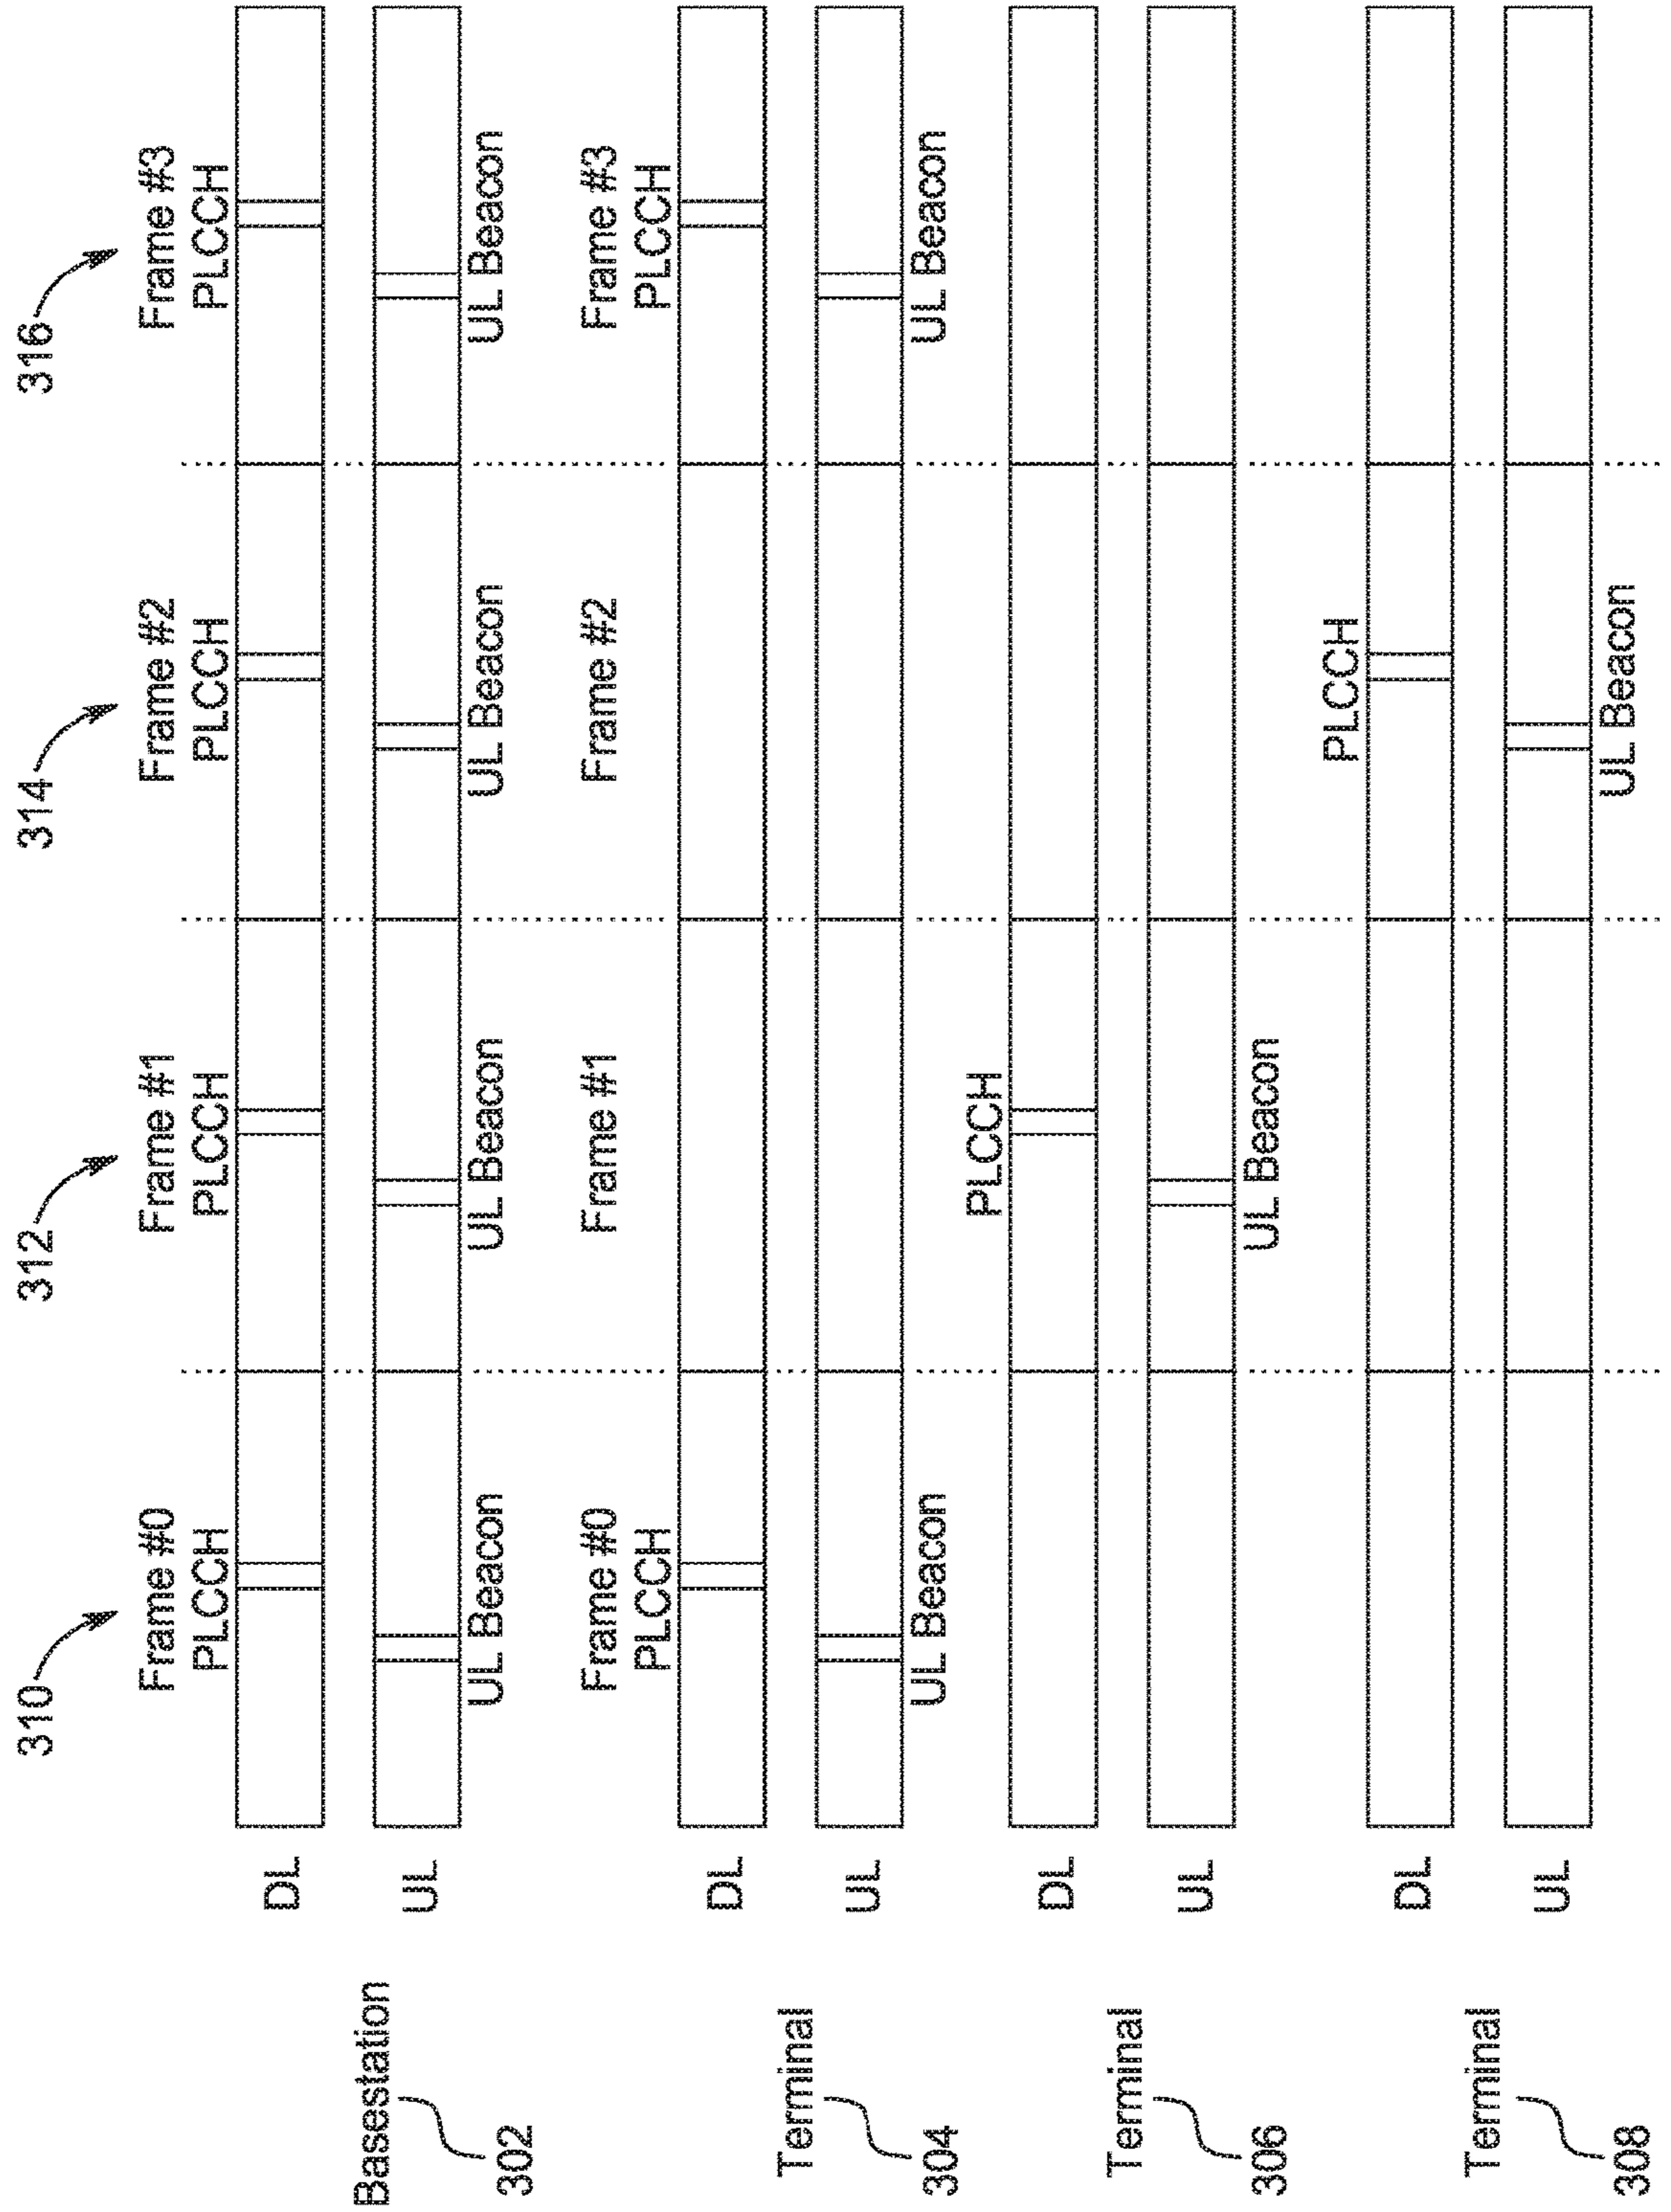 310
312
314
316
Frame #0
Frame #1
Frame #2
Frame #3
PLCCH
PLCCH
PLCCH
PLCCH
DL
Basestation
UL
302
UL Beacon
UL Beacon
UL Beacon
UL Beacon
Frame #0
Frame #1
Frame #2
Frame #3
PLCCH
PLCCH
DL
Terminal
UL
304
UL Beacon
UL Beacon
PLCCH
DL
Terminal
UL
306
UL Beacon
PLCCH
DL
Terminal
UL
308
UL Beacon